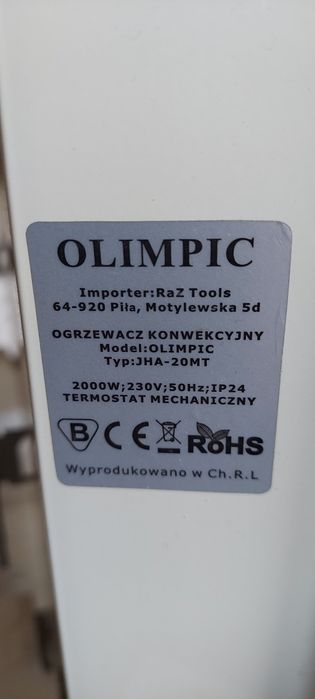 OLIMPIC
Importer:RaZ Tools
64-920 Piła, Motylewska 5d
OGRZEWACZ KONWEKCYJNY
Model:OLIMPIC
Typ:JHA-20MT
2000W;230V;50Hz;IP24
TERMOSTAT MECHANICZNY
B CE RoHS
Wyprodukowano w Ch.R.L